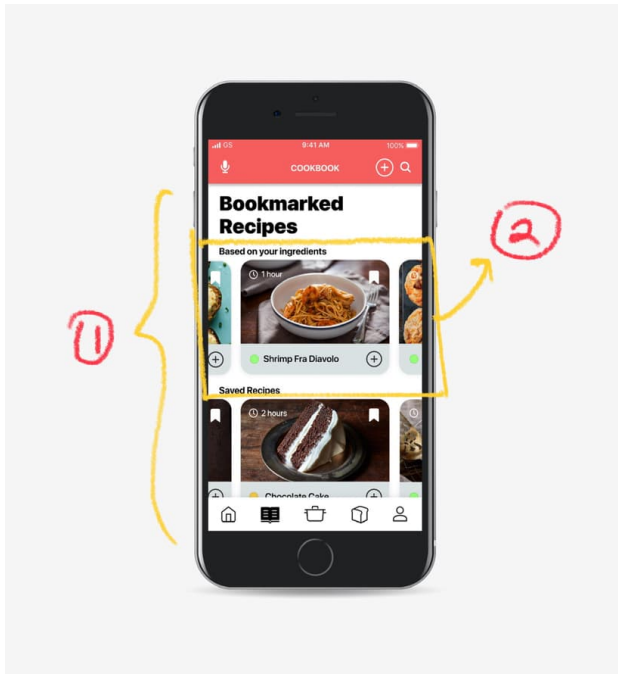 GS 9:41 AM 100%
COOKBOOK
Bookmarked
Recipes
Based on your ingredients
1 hour
Shrimp Fra Diavolo
Saved Recipes
2 hours
Chocolate Cake
1
2